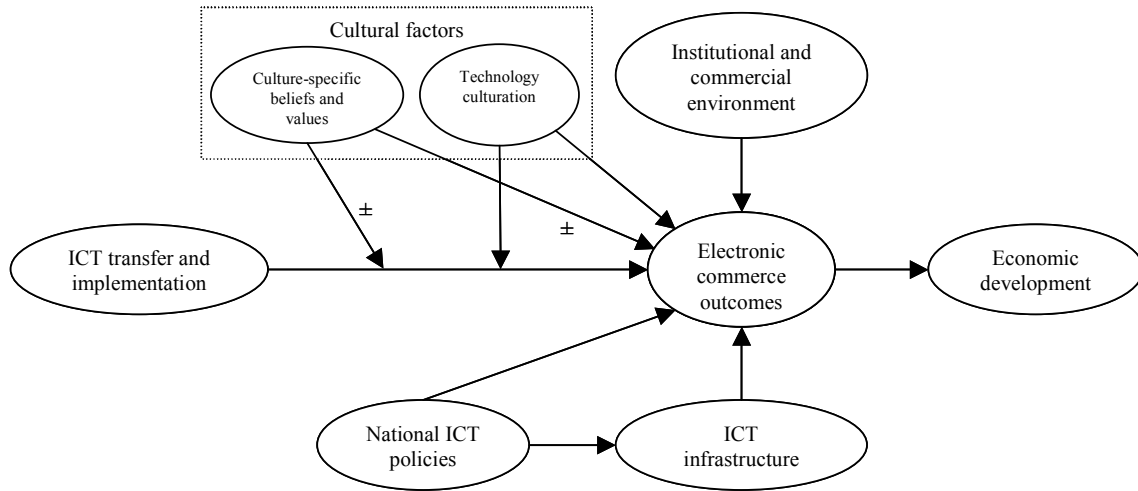 Cultural factors
Culture-specific
beliefs and
values
Technology
culturation
Institutional and
commercial
environment
±
±
ICT transfer and
implementation
Electronic
commerce
outcomes
Economic
development
National ICT
policies
ICT
infrastructure